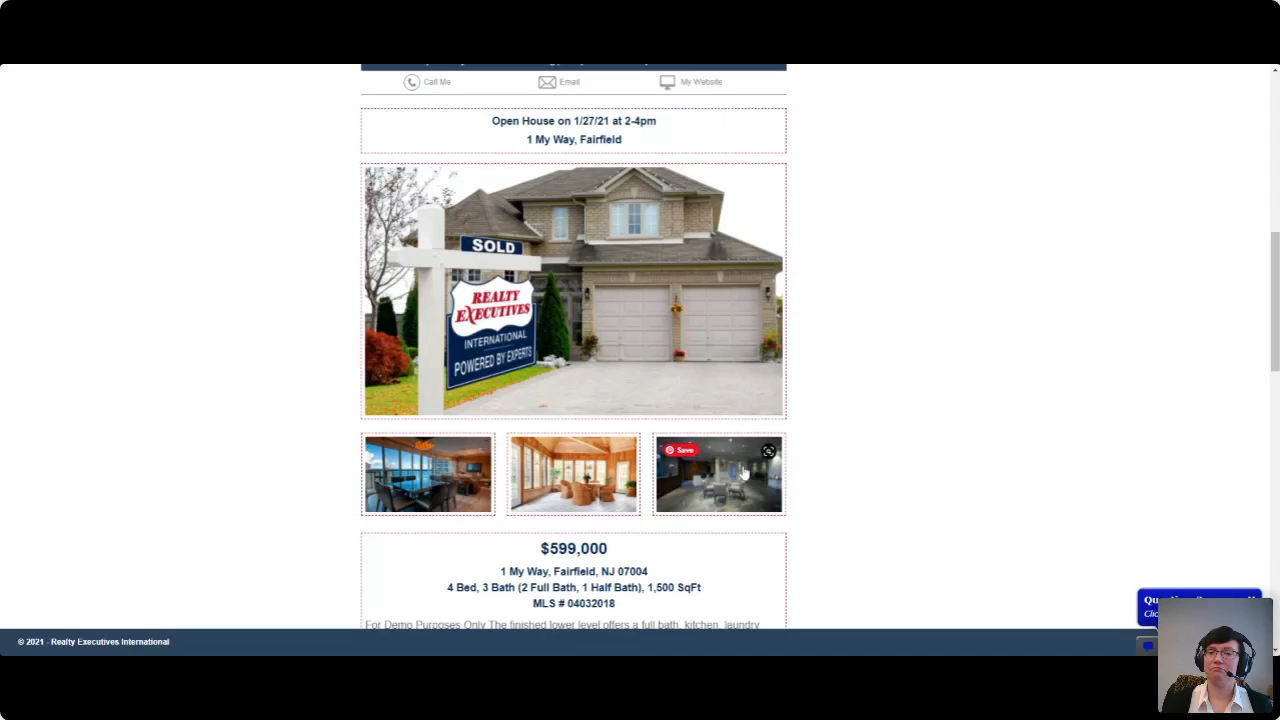 Call Me
Email
My Website
Open House on 1/27/21 at 2-4pm
1 My Way, Fairfield
SOLD
REALTY
EXECUTIVES
INTERNATIONAL
POWERED BY EXPERTS
Save
$599,000
1 My Way, Fairfield, NJ 07004
4 Bed, 3 Bath (2 Full Bath, 1 Half Bath), 1,500 SqFt
MLS # 04032018
For Demo Purposes Only The finished lower level offers a full bath, kitchen, laundry
© 2021 - Realty Executives International